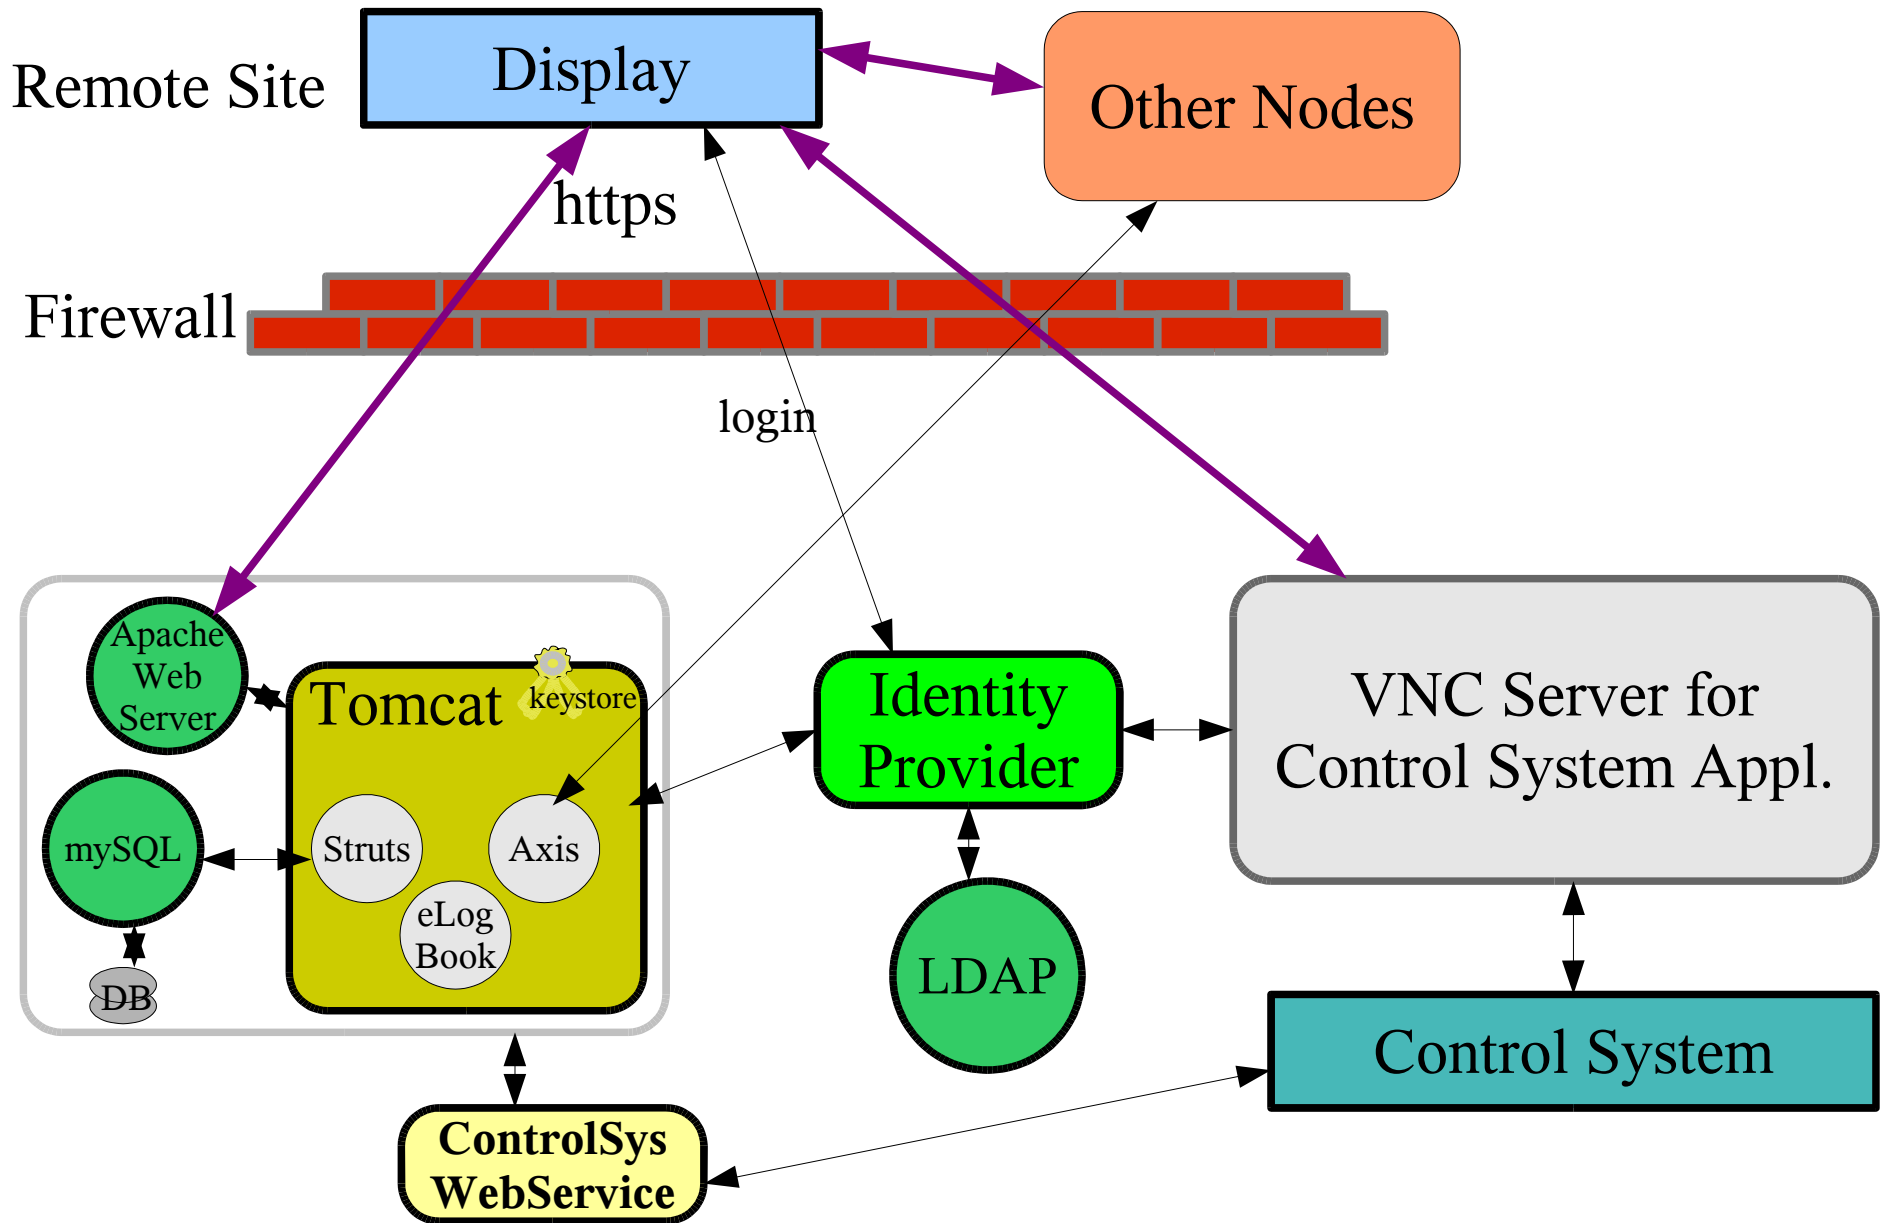 Display
Remote Site
Other Nodes
https
Firewall
login
Apache
Web
Server
Tomcat
keystore
Identity
Provider
VNC Server for
Control System Appl.
mySQL
Struts
Axis
eLog
Book
DB
LDAP
Control System
ControlSys
WebService